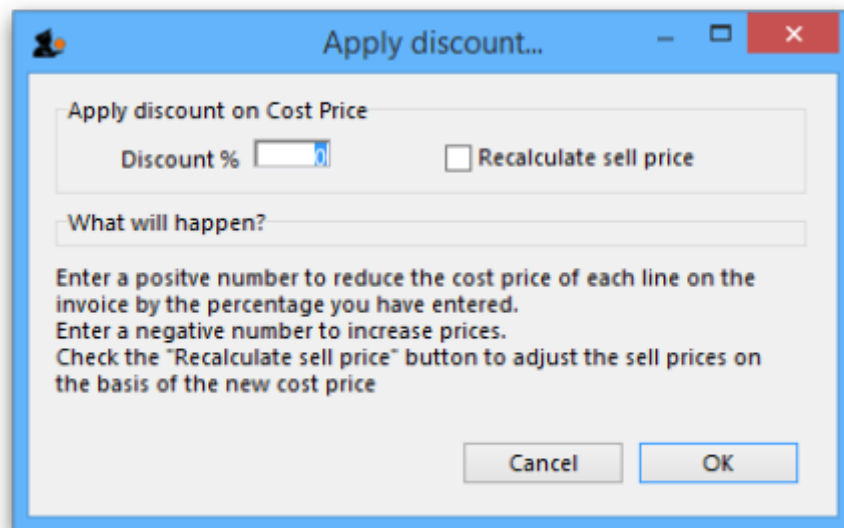 Apply discount...
Apply discount on Cost Price
Discount % 0 Recalculate sell price
What will happen?
Enter a positve number to reduce the cost price of each line on the
invoice by the percentage you have entered.
Enter a negative number to increase prices.
Check the "Recalculate sell price" button to adjust the sell prices on
the basis of the new cost price
Cancel OK